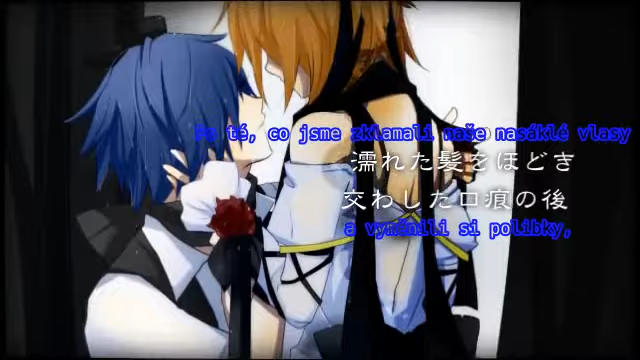 Po té, co jsme zklamali naše nasáklé vlasy
濡れた髪をほどき
交わした口痕の後
a vyměnili si polibky,